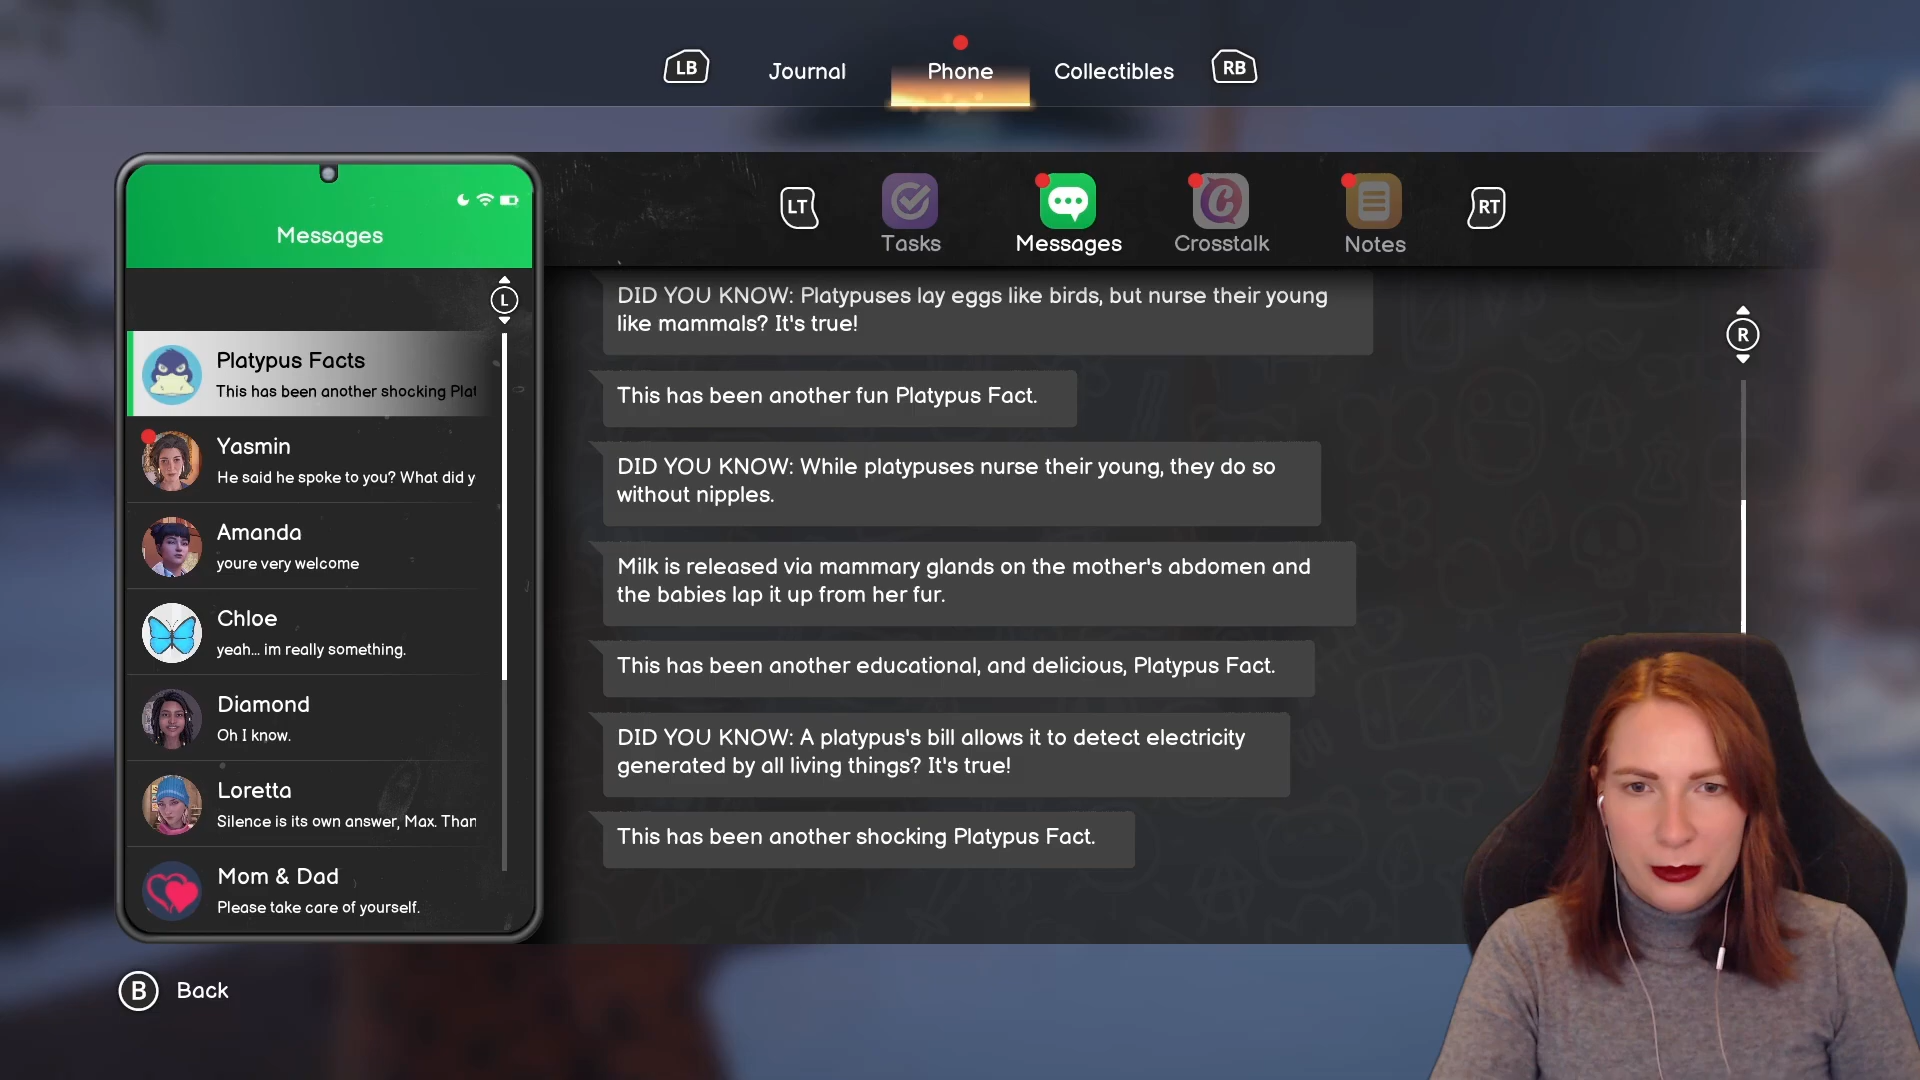 LB
Journal
Phone
Collectibles
RB
Messages
LT
Tasks
Messages
Crosstalk
Notes
RT
L
R
Platypus Facts
This has been another shocking Plat
Yasmin
He said he spoke to you? What did y
Amanda
youre very welcome
Chloe
yeah... im really something.
Diamond
Oh I know.
Loretta
Silence is its own answer, Max. Than
Mom & Dad
Please take care of yourself.
DID YOU KNOW: Platypuses lay eggs like birds, but nurse their young
like mammals? It's true!
This has been another fun Platypus Fact.
DID YOU KNOW: While platypuses nurse their young, they do so
without nipples.
Milk is released via mammary glands on the mother's abdomen and
the babies lap it up from her fur.
This has been another educational, and delicious, Platypus Fact.
DID YOU KNOW: A platypus's bill allows it to detect electricity
generated by all living things? It's true!
This has been another shocking Platypus Fact.
B
Back